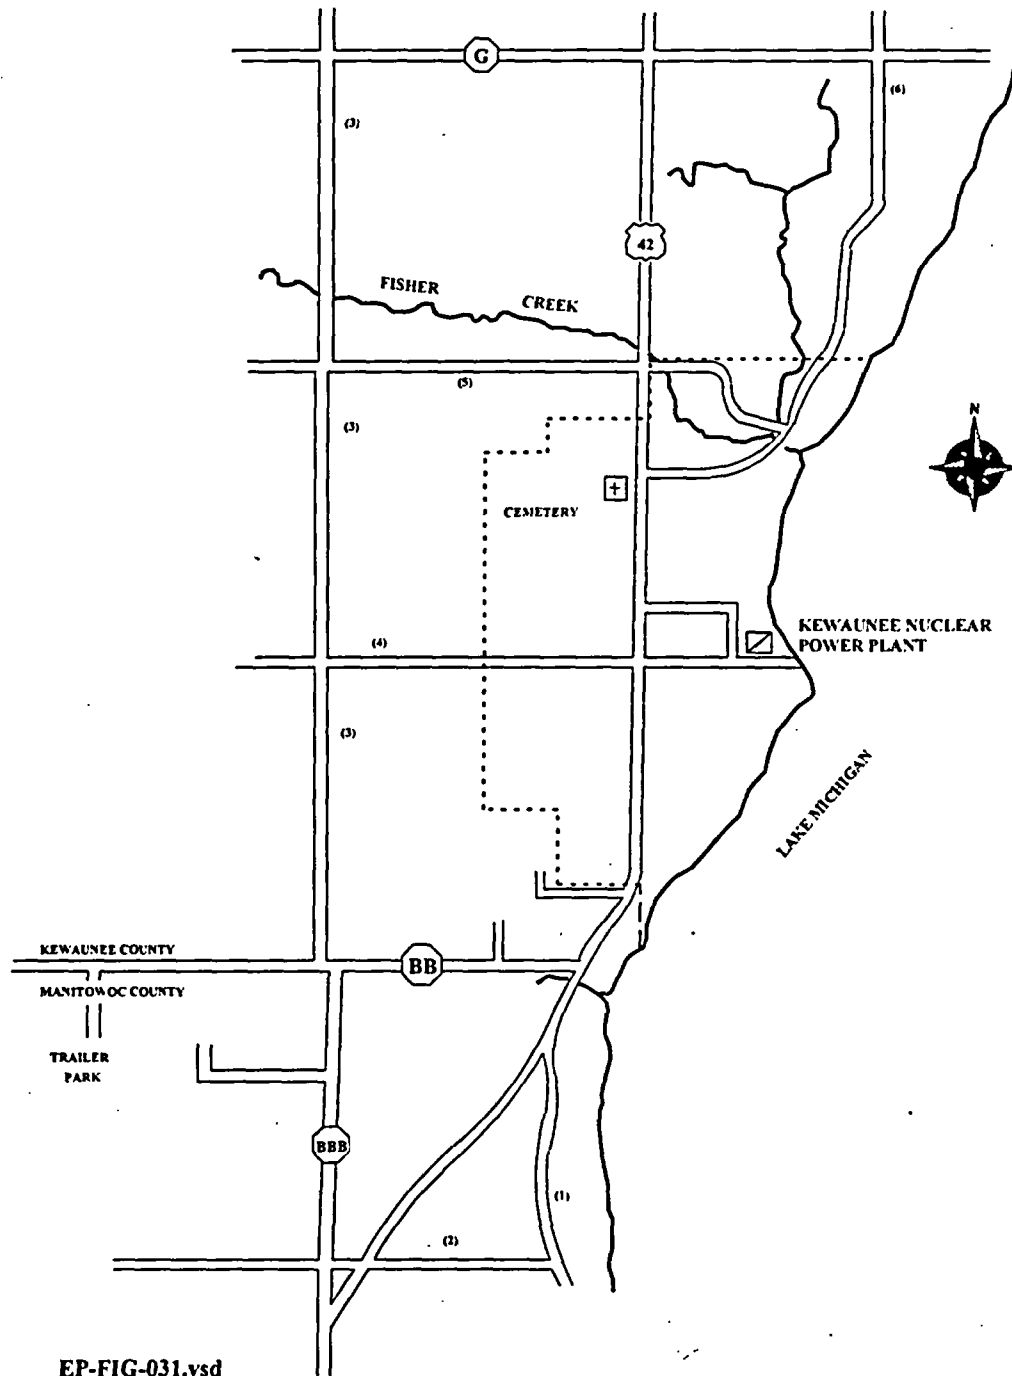 G
(6)
(3)
42
FISHER CREEK
(5)
(3)
N
CEMETERY
KEWAUNEE NUCLEAR
POWER PLANT
(4)
(3)
LAKE MICHIGAN
KEWAUNEE COUNTY
BB
MANITOWOC COUNTY
TRAILER
PARK
BBB
(1)
(2)
EP-FIG-031.vsd